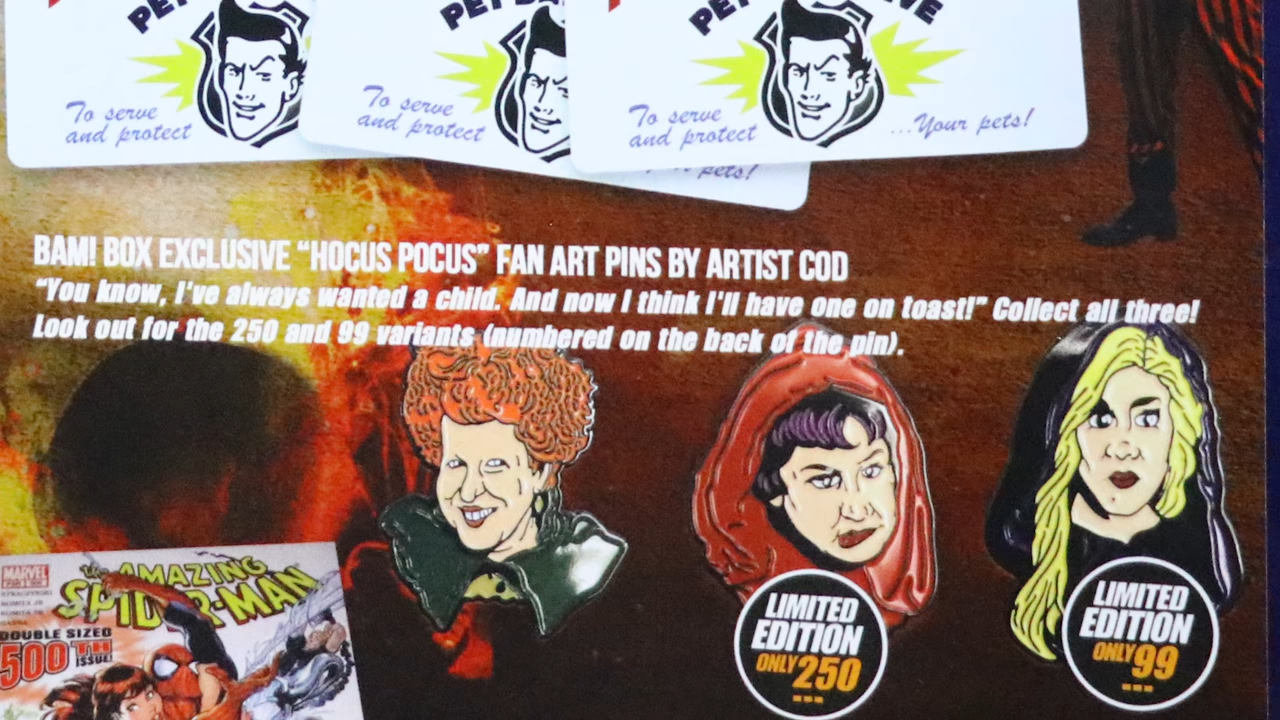 To serve
and protect
To serve
and protect
To serve
and protect
...Your pets!
pets!
BAM! BOX EXCLUSIVE "HOCUS POCUS" FAN ART PINS BY ARTIST COD
"You know, I've always wanted a child. And now I think I'll have one on toast!" Collect all three!
Look out for the 250 and 99 variants (numbered on the back of the pin).
MARVEL
the AMAZING
SPIDER-MAN
DOUBLE SIZED
500TH
ISSUE!
LIMITED
EDITION
ONLY 250
LIMITED
EDITION
ONLY 99